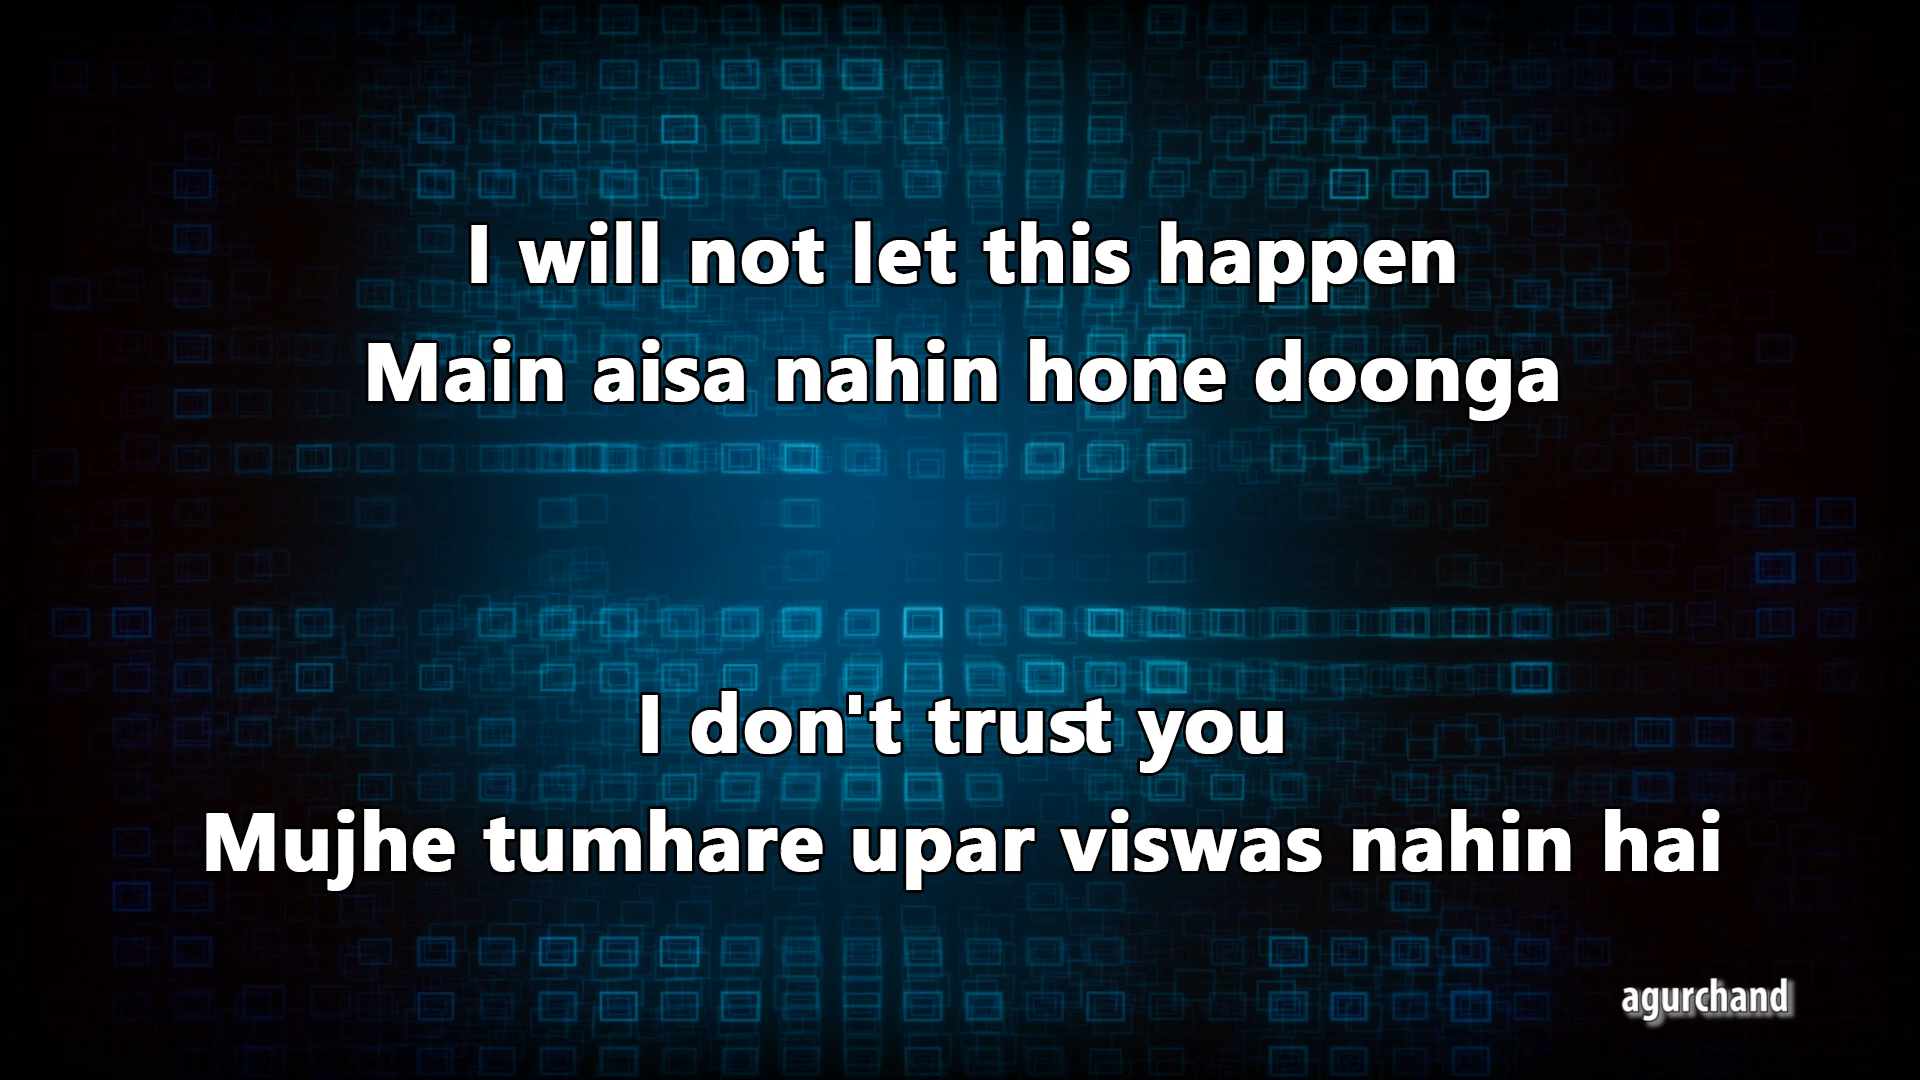 I will not let this happen
Main aisa nahin hone doonga
I don't trust you
Mujhe tumhare upar viswas nahin hai
agurchand